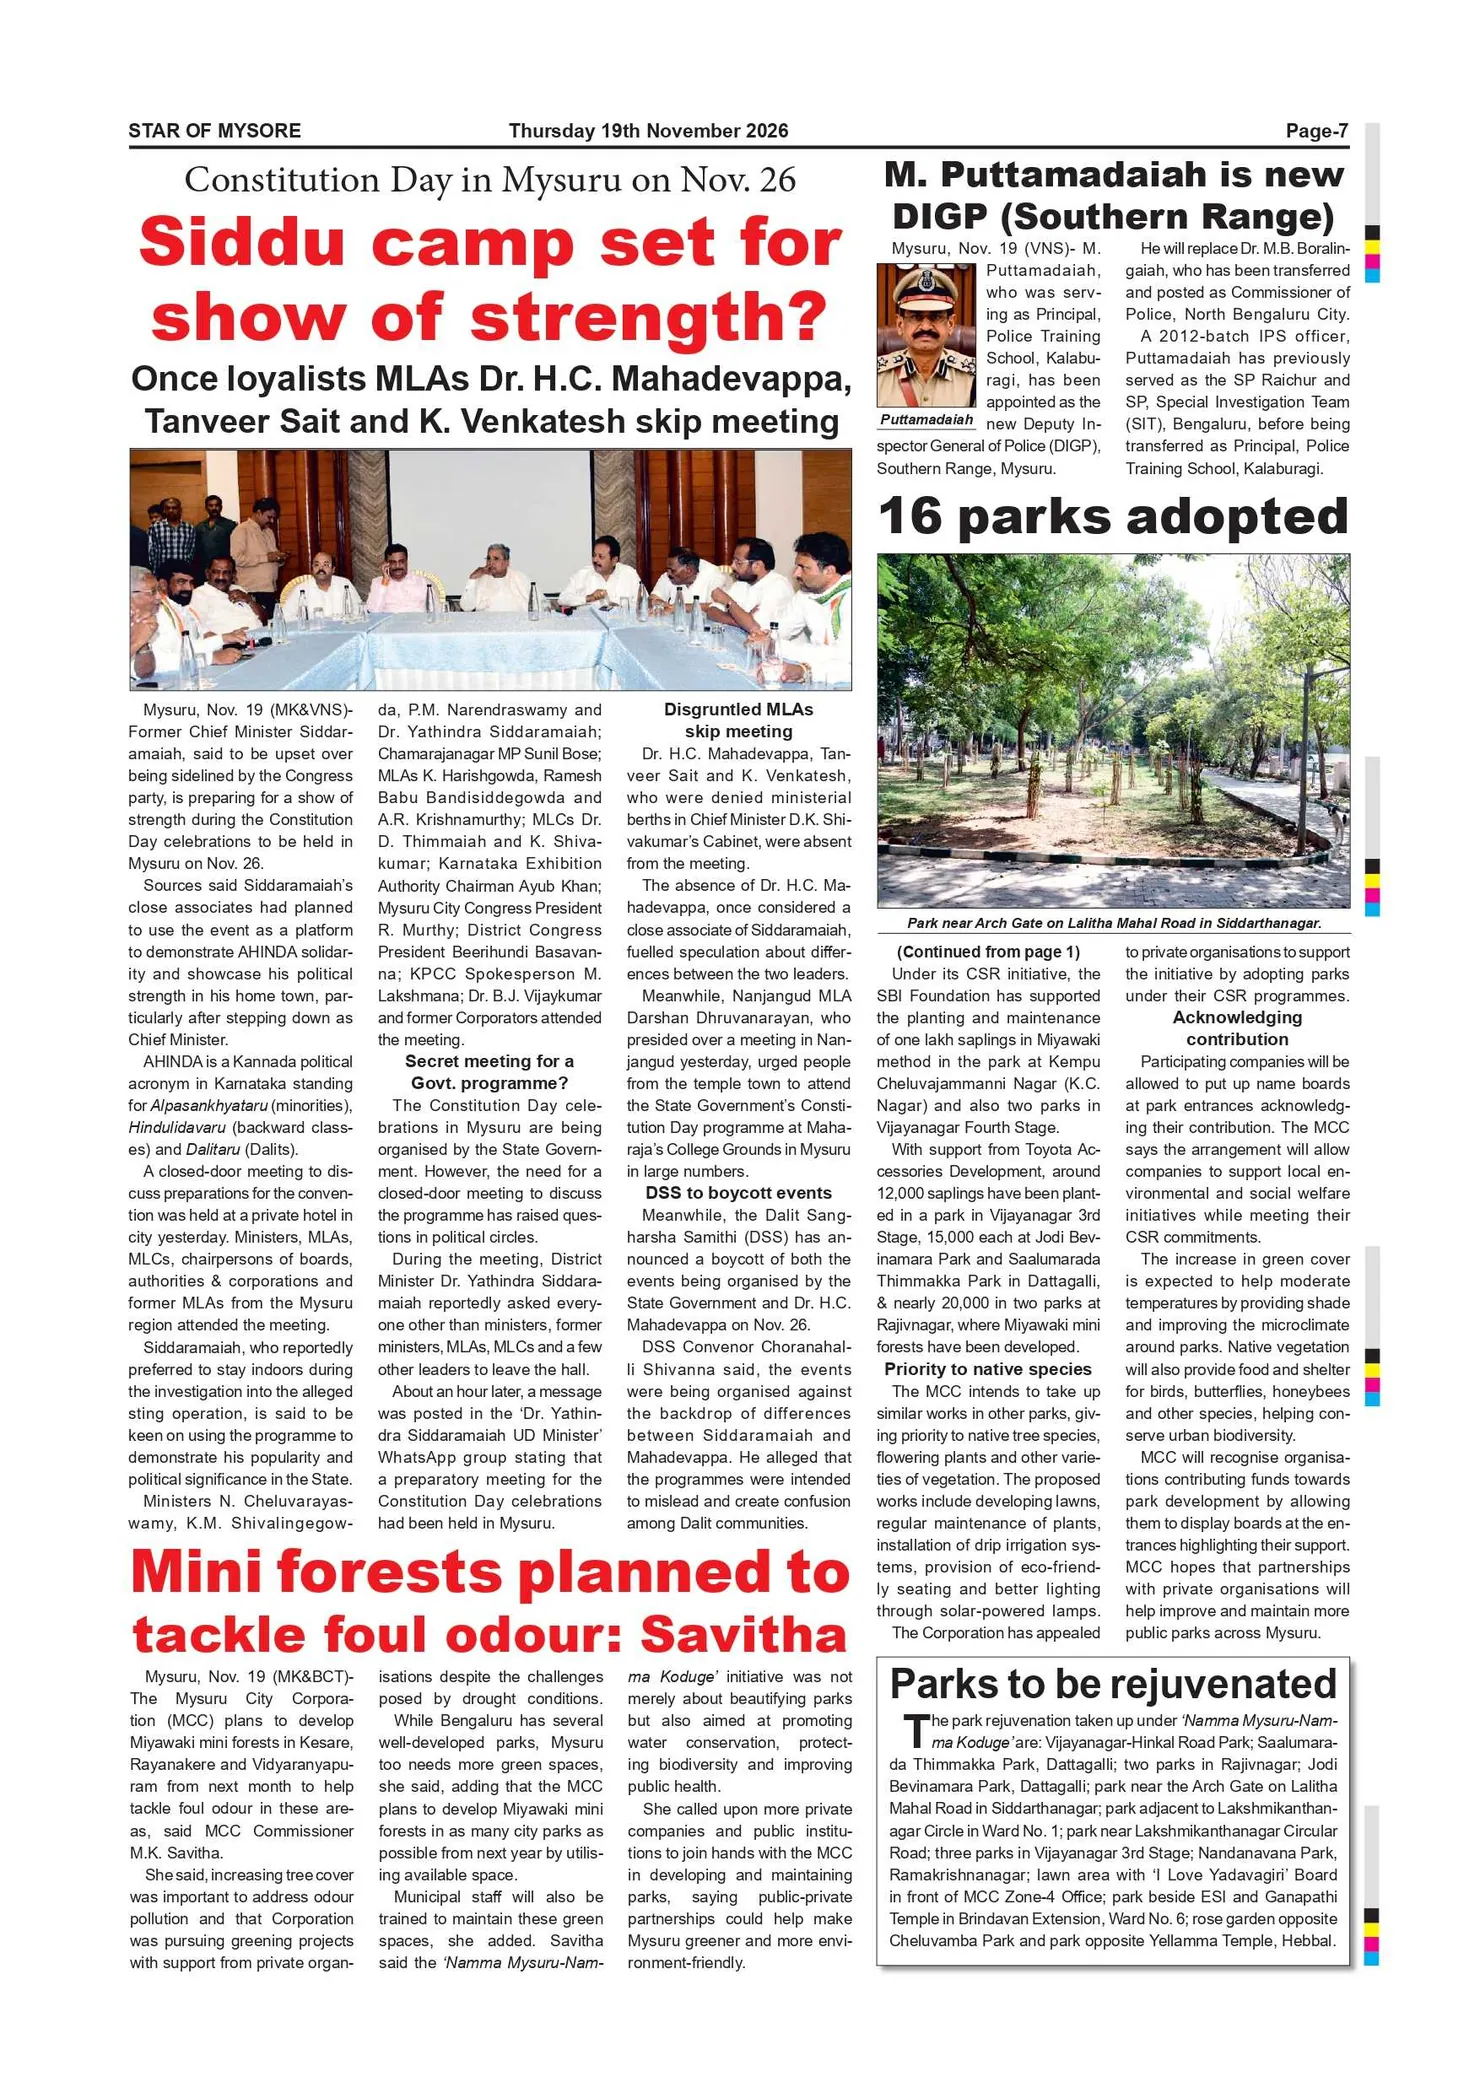 STAR OF MYSORE
Thursday 19th November 2026
Page-7
Constitution Day in Mysuru on Nov. 26
Siddu camp set for
show of strength?
Once loyalists MLAs Dr. H.C. Mahadevappa,
Tanveer Sait and K. Venkatesh skip meeting
Mysuru, Nov. 19 (MK&VNS)-
Former Chief Minister Siddar-
amaiah, said to be upset over
being sidelined by the Congress
party, is preparing for a show of
strength during the Constitution
Day celebrations to be held in
Mysuru on Nov. 26.
Sources said Siddaramaiah's
close associates had planned
to use the event as a platform
to demonstrate AHINDA solidar-
ity and showcase his political
strength in his home town, par-
ticularly after stepping down as
Chief Minister.
AHINDA is a Kannada political
acronym in Karnataka standing
for Alpasankhyataru (minorities),
Hindulidavaru (backward class-
es) and Dalitaru (Dalits).
A closed-door meeting to dis-
cuss preparations for the conven-
tion was held at a private hotel in
city yesterday. Ministers, MLAs,
MLCs, chairpersons of boards,
authorities & corporations and
former MLAs from the Mysuru
region attended the meeting.
Siddaramaiah, who reportedly
preferred to stay indoors during
the investigation into the alleged
sting operation, is said to be
keen on using the programme to
demonstrate his popularity and
political significance in the State.
Ministers N. Cheluvarayas-
wamy, K.M. Shivalingegow-
da, P.M. Narendraswamy and
Dr. Yathindra Siddaramaiah;
Chamarajanagar MP Sunil Bose;
MLAs K. Harishgowda, Ramesh
Babu Bandisiddegowda and
A.R. Krishnamurthy; MLCs Dr.
D. Thimmaiah and K. Shiva-
kumar; Karnataka Exhibition
Authority Chairman Ayub Khan;
Mysuru City Congress President
R. Murthy; District Congress
President Beerihundi Basavan-
na; KPCC Spokesperson M.
Lakshmana; Dr. B.J. Vijaykumar
and former Corporators attended
the meeting.
Secret meeting for a
Govt. programme?
The Constitution Day cele-
brations in Mysuru are being
organised by the State Govern-
ment. However, the need for a
closed-door meeting to discuss
the programme has raised ques-
tions in political circles.
During the meeting, District
Minister Dr. Yathindra Siddara-
maiah reportedly asked every-
one other than ministers, former
ministers, MLAs, MLCs and a few
other leaders to leave the hall.
About an hour later, a message
was posted in the ‘Dr. Yathin-
dra Siddaramaiah UD Minister’
WhatsApp group stating that
a preparatory meeting for the
Constitution Day celebrations
had been held in Mysuru.
Disgruntled MLAs
skip meeting
Dr. H.C. Mahadevappa, Tan-
veer Sait and K. Venkatesh,
who were denied ministerial
berths in Chief Minister D.K. Shi-
vakumar's Cabinet, were absent
from the meeting.
The absence of Dr. H.C. Ma-
hadevappa, once considered a
close associate of Siddaramaiah,
fuelled speculation about differ-
ences between the two leaders.
Meanwhile, Nanjangud MLA
Darshan Dhruvanarayan, who
presided over a meeting in Nan-
jangud yesterday, urged people
from the temple town to attend
the State Government's Consti-
tution Day programme at Maha-
raja's College Grounds in Mysuru
in large numbers.
DSS to boycott events
Meanwhile, the Dalit Sang-
harsha Samithi (DSS) has an-
nounced a boycott of both the
events being organised by the
State Government and Dr. H.C.
Mahadevappa on Nov. 26.
DSS Convenor Choranahal-
li Shivanna said, the events
were being organised against
the backdrop of differences
between Siddaramaiah and
Mahadevappa. He alleged that
the programmes were intended
to mislead and create confusion
among Dalit communities.
Mini forests planned to
tackle foul odour: Savitha
Mysuru, Nov. 19 (MK&BCT)-
The Mysuru City Corpora-
tion (MCC) plans to develop
Miyawaki mini forests in Kesare,
Rayanakere and Vidyaranyapu-
ram from next month to help
tackle foul odour in these are-
as, said MCC Commissioner
M.K. Savitha.
She said, increasing tree cover
was important to address odour
pollution and that Corporation
was pursuing greening projects
with support from private organ-
isations despite the challenges
posed by drought conditions.
While Bengaluru has several
well-developed parks, Mysuru
too needs more green spaces,
she said, adding that the MCC
plans to develop Miyawaki mini
forests in as many city parks as
possible from next year by utilis-
ing available space.
Municipal staff will also be
trained to maintain these green
spaces, she added. Savitha
said the ‘Namma Mysuru-Nam-
ma Koduge’ initiative was not
merely about beautifying parks
but also aimed at promoting
water conservation, protect-
ing biodiversity and improving
public health.
She called upon more private
companies and public institu-
tions to join hands with the MCC
in developing and maintaining
parks, saying public-private
partnerships could help make
Mysuru greener and more envi-
ronment-friendly.
M. Puttamadaiah is new
DIGP (Southern Range)
Mysuru, Nov. 19 (VNS)- M.
Puttamadaiah,
who was serv-
ing as Principal,
Police Training
School, Kalabu-
ragi, has been
appointed as the
new Deputy In-
spector General of Police (DIGP),
Southern Range, Mysuru.
Puttamadaiah
He will replace Dr. M.B. Boralin-
gaiah, who has been transferred
and posted as Commissioner of
Police, North Bengaluru City.
A 2012-batch IPS officer,
Puttamadaiah has previously
served as the SP Raichur and
SP, Special Investigation Team
(SIT), Bengaluru, before being
transferred as Principal, Police
Training School, Kalaburagi.
16 parks adopted
Park near Arch Gate on Lalitha Mahal Road in Siddarthanagar.
(Continued from page 1)
Under its CSR initiative, the
SBI Foundation has supported
the planting and maintenance
of one lakh saplings in Miyawaki
method in the park at Kempu
Cheluvajammanni Nagar (K.C.
Nagar) and also two parks in
Vijayanagar Fourth Stage.
With support from Toyota Ac-
cessories Development, around
12,000 saplings have been plant-
ed in a park in Vijayanagar 3rd
Stage, 15,000 each at Jodi Bev-
inamara Park and Saalumarada
Thimmakka Park in Dattagalli,
& nearly 20,000 in two parks at
Rajivnagar, where Miyawaki mini
forests have been developed.
Priority to native species
The MCC intends to take up
similar works in other parks, giv-
ing priority to native tree species,
flowering plants and other varie-
ties of vegetation. The proposed
works include developing lawns,
regular maintenance of plants,
installation of drip irrigation sys-
tems, provision of eco-friend-
ly seating and better lighting
through solar-powered lamps.
The Corporation has appealed
to private organisations to support
the initiative by adopting parks
under their CSR programmes.
Acknowledging
contribution
Participating companies will be
allowed to put up name boards
at park entrances acknowledg-
ing their contribution. The MCC
says the arrangement will allow
companies to support local en-
vironmental and social welfare
initiatives while meeting their
CSR commitments.
The increase in green cover
is expected to help moderate
temperatures by providing shade
and improving the microclimate
around parks. Native vegetation
will also provide food and shelter
for birds, butterflies, honeybees
and other species, helping con-
serve urban biodiversity.
MCC will recognise organisa-
tions contributing funds towards
park development by allowing
them to display boards at the en-
trances highlighting their support.
MCC hopes that partnerships
with private organisations will
help improve and maintain more
public parks across Mysuru.
Parks to be rejuvenated
The park rejuvenation taken up under ‘Namma Mysuru-Nam-
ma Koduge’ are: Vijayanagar-Hinkal Road Park; Saalumara-
da Thimmakka Park, Dattagalli; two parks in Rajivnagar; Jodi
Bevinamara Park, Dattagalli; park near the Arch Gate on Lalitha
Mahal Road in Siddarthanagar; park adjacent to Lakshmikanthan-
agar Circle in Ward No. 1; park near Lakshmikanthanagar Circular
Road; three parks in Vijayanagar 3rd Stage; Nandanavana Park,
Ramakrishnanagar; lawn area with ‘I Love Yadavagiri’ Board
in front of MCC Zone-4 Office; park beside ESI and Ganapathi
Temple in Brindavan Extension, Ward No. 6; rose garden opposite
Cheluvamba Park and park opposite Yellamma Temple, Hebbal.